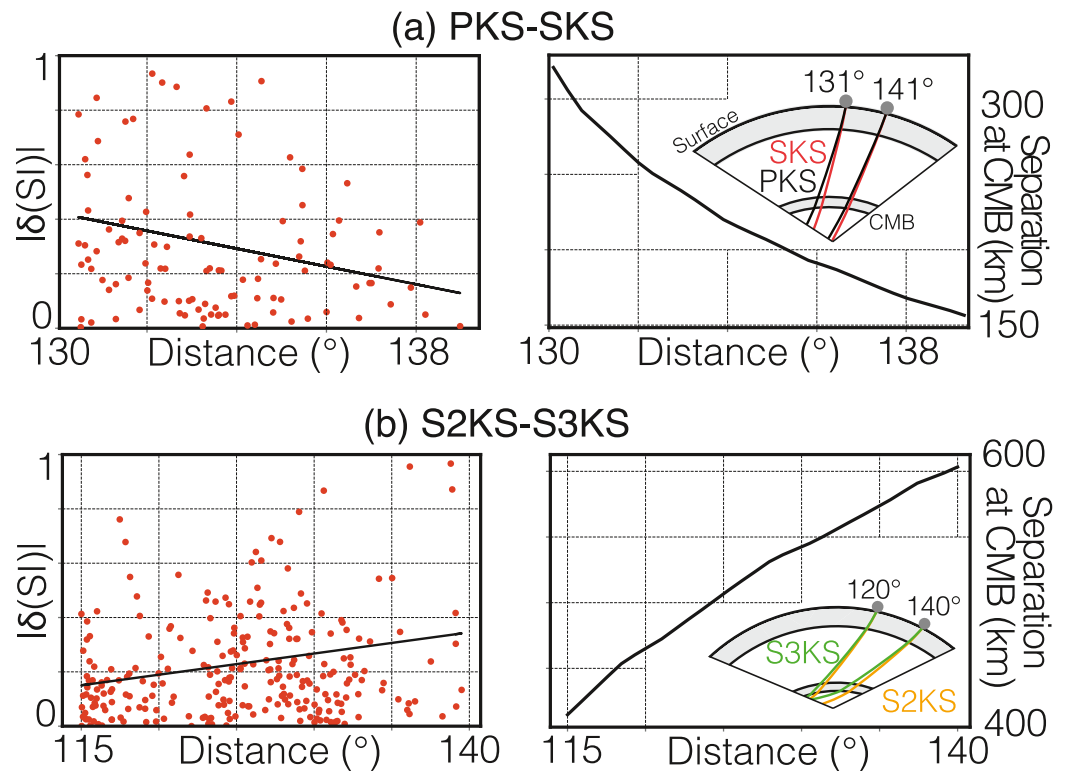 (a) PKS-SKS
1
|δ(SI)|
0
130
Distance (°)
138
131°
141°
Surface
SKS
PKS
CMB
300
Separation
at CMB (km)
150
130
Distance (°)
138
(b) S2KS-S3KS
1
|δ(SI)|
0
115
Distance (°)
140
600
Separation
at CMB (km)
400
120°
140°
S3KS
S2KS
115
Distance (°)
140